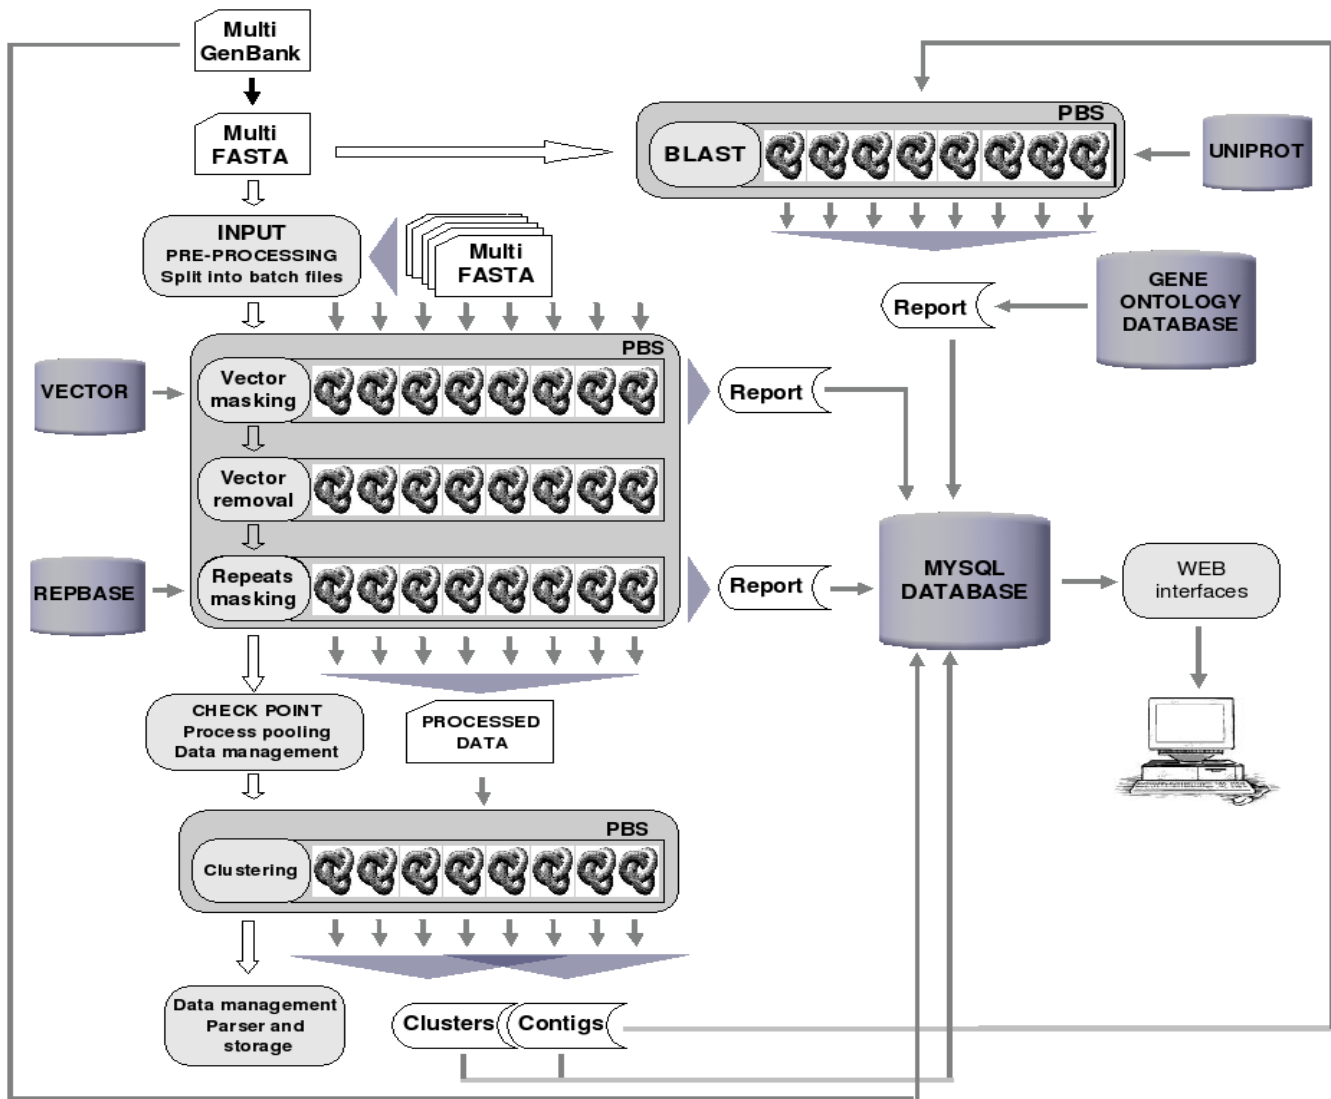 Multi
GenBank
Multi
FASTA
PBS
BLAST
UNIPROT
INPUT
PRE-PROCESSING
Split into batch files
Multi
FASTA
GENE
ONTOLOGY
DATABASE
Report
PBS
VECTOR
Vector
masking
Report
Vector
removal
REPBASE
Repeats
masking
Report
MYSQL
DATABASE
WEB
interfaces
CHECK POINT
Process pooling
Data management
PROCESSED
DATA
PBS
Clustering
Data management
Parser and
storage
Clusters
Contigs